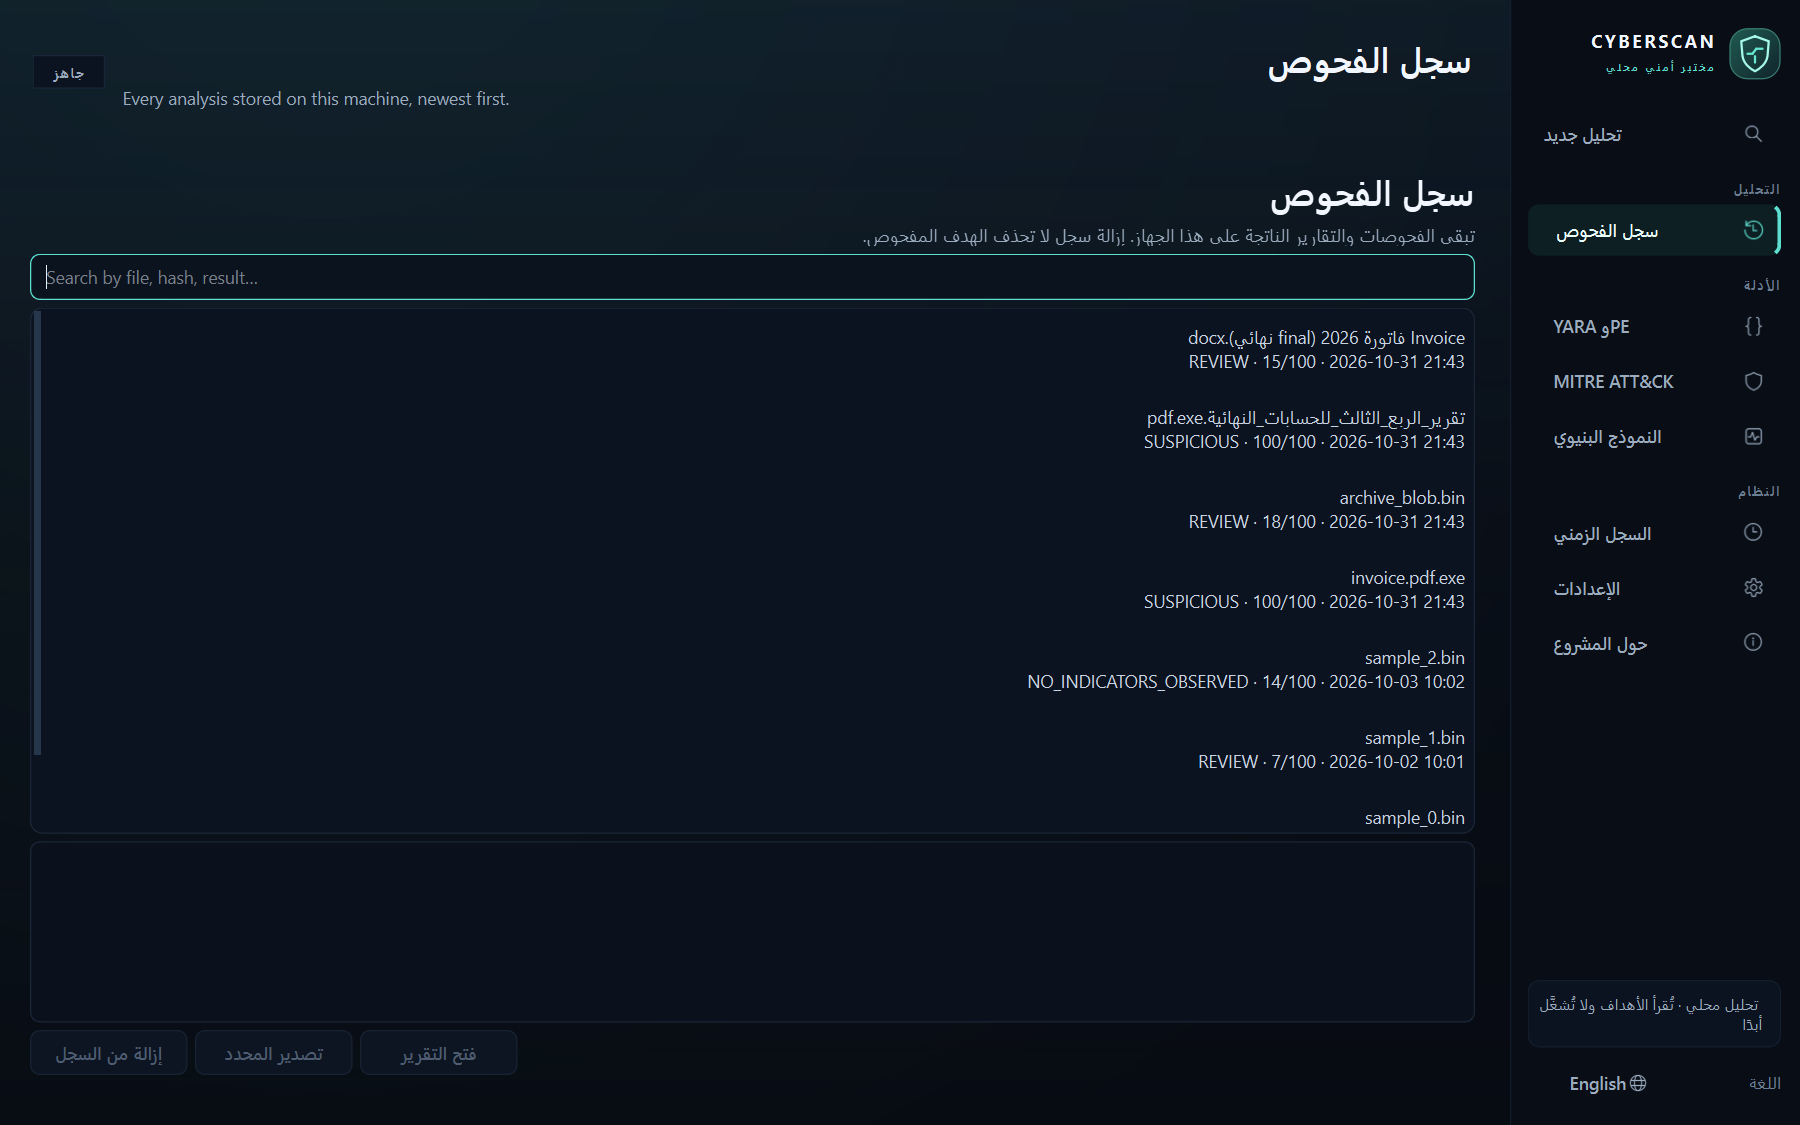 CYBERSCAN
مختبر أمني محلي
تحليل جديد
التحليل
سجل الفحوص
الأدلة
YARA وPE
MITRE ATT&CK
النموذج البنيوي
النظام
السجل الزمني
الإعدادات
حول المشروع
تحليل محلي · تُقرأ الأهداف ولا تُشغَّل
أبدًا
اللغة
English
سجل الفحوص
جاهز
Every analysis stored on this machine, newest first.
سجل الفحوص
تبقى الفحوصات والتقارير الناتجة على هذا الجهاز. إزالة سجل لا تحذف الهدف المفحوص.
Search by file, hash, result...
Invoice فاتورة 2026 (final نهائي).docx
REVIEW · 15/100 · 2026-10-31 21:43
تقرير_الربع_الثالث_للحسابات_النهائية.pdf.exe
SUSPICIOUS · 100/100 · 2026-10-31 21:43
archive_blob.bin
REVIEW · 18/100 · 2026-10-31 21:43
invoice.pdf.exe
SUSPICIOUS · 100/100 · 2026-10-31 21:43
sample_2.bin
NO_INDICATORS_OBSERVED · 14/100 · 2026-10-03 10:02
sample_1.bin
REVIEW · 7/100 · 2026-10-02 10:01
sample_0.bin
فتح التقرير
تصدير المحدد
إزالة من السجل